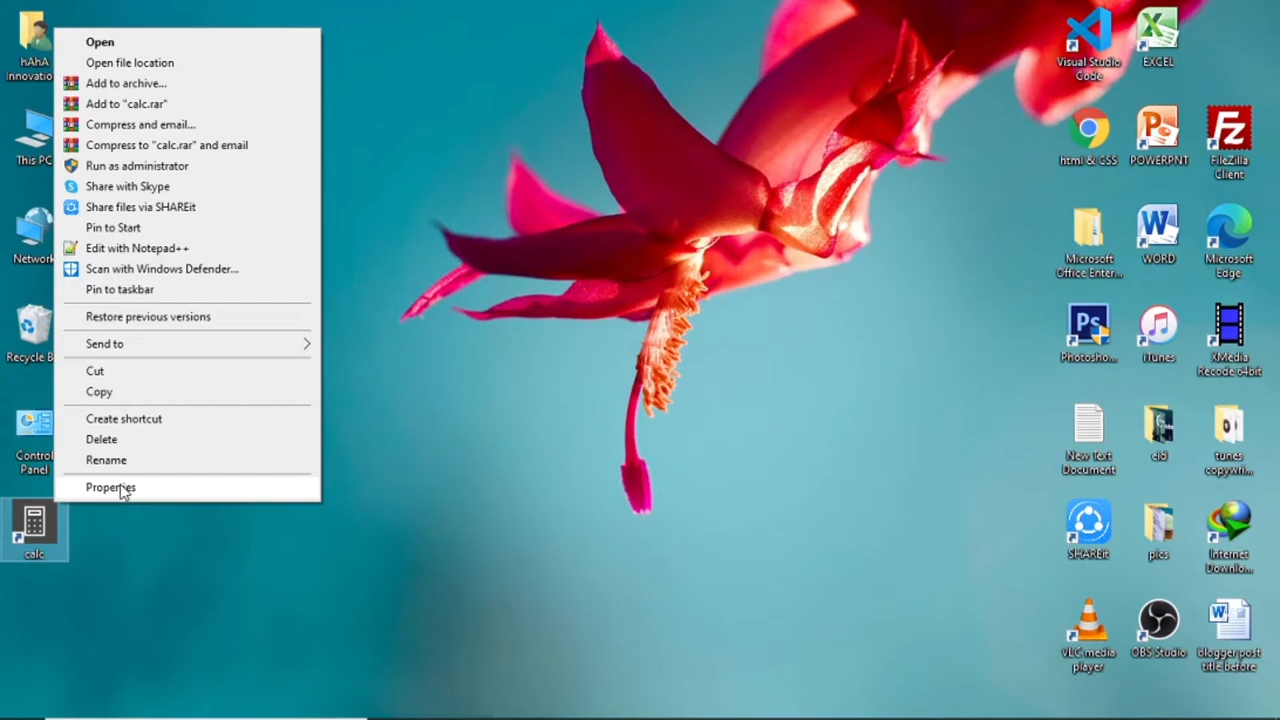 hAhA
Innovatio
This PC
Network
Recycle B
Control
Panel
calc
Open
Open file location
Add to archive...
Add to "calc.rar"
Compress and email...
Compress to "calc.rar" and email
Run as administrator
Share with Skype
Share files via SHAREit
Pin to Start
Edit with Notepad++
Scan with Windows Defender...
Pin to taskbar
Restore previous versions
Send to
Cut
Copy
Create shortcut
Delete
Rename
Properties
Visual Studio
Code
EXCEL
html & CSS
POWERPNT
FileZilla
Client
Microsoft
Office Enter...
WORD
Microsoft
Edge
Photosho...
iTunes
XMedia
Recode 64bit
New Text
Document
eid
tunes
copywri...
SHAREit
pics
Internet
Downlo...
VLC media
player
OBS Studio
blogger post
title before